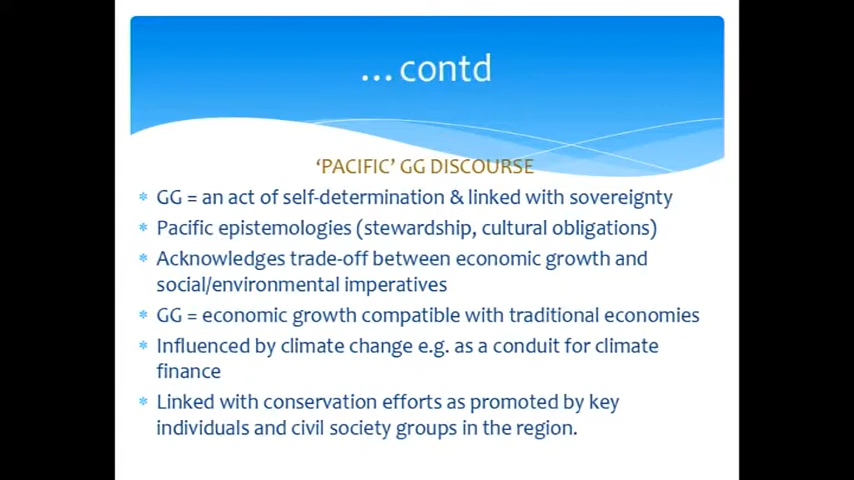 ...contd
‘PACIFIC’ GG DISCOURSE
GG = an act of self-determination & linked with sovereignty
Pacific epistemologies (stewardship, cultural obligations)
Acknowledges trade-off between economic growth and
social/environmental imperatives
GG = economic growth compatible with traditional economies
Influenced by climate change e.g. as a conduit for climate
finance
Linked with conservation efforts as promoted by key
individuals and civil society groups in the region.